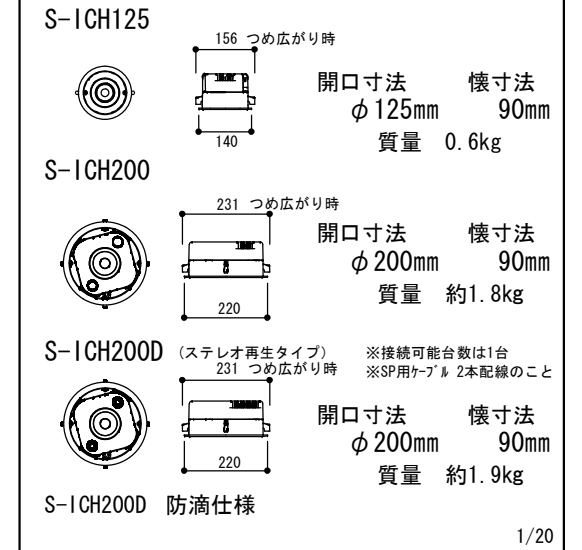 S-ICH125
156 つめ広がり時
140
開口寸法 懐寸法
φ125mm 90mm
質量 0.6kg
S-ICH200
231 つめ広がり時
220
開口寸法 懐寸法
φ200mm 90mm
質量 約1.8kg
S-ICH200D (ステレオ再生タイプ) ※接続可能台数は1台
※SP用ｹｰﾌﾞﾙ 2本配線のこと
231 つめ広がり時
220
開口寸法 懐寸法
φ200mm 90mm
質量 約1.9kg
S-ICH200D 防滴仕様
1/20